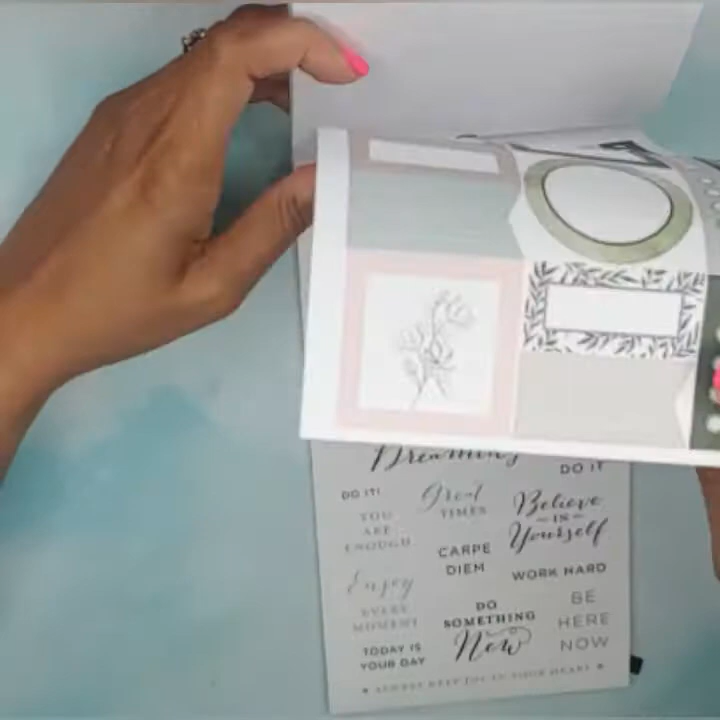 Dreaming
DO IT
DO IT!
Great
TIMES
Believe
IS
Yourself
YOU
ARE
ENOUGH
CARPE
DIEM
WORK HARD
Enjoy
EVERY
MOMENT
DO
SOMETHING
New
BE
HERE
NOW
TODAY IS
YOUR DAY